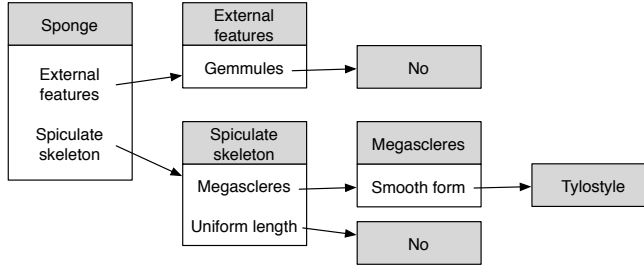 Sponge
External
features
Spiculate
skeleton
External
features
Gemmules
No
Spiculate
skeleton
Megascleres
Uniform length
Megascleres
Smooth form
No
Tylostyle